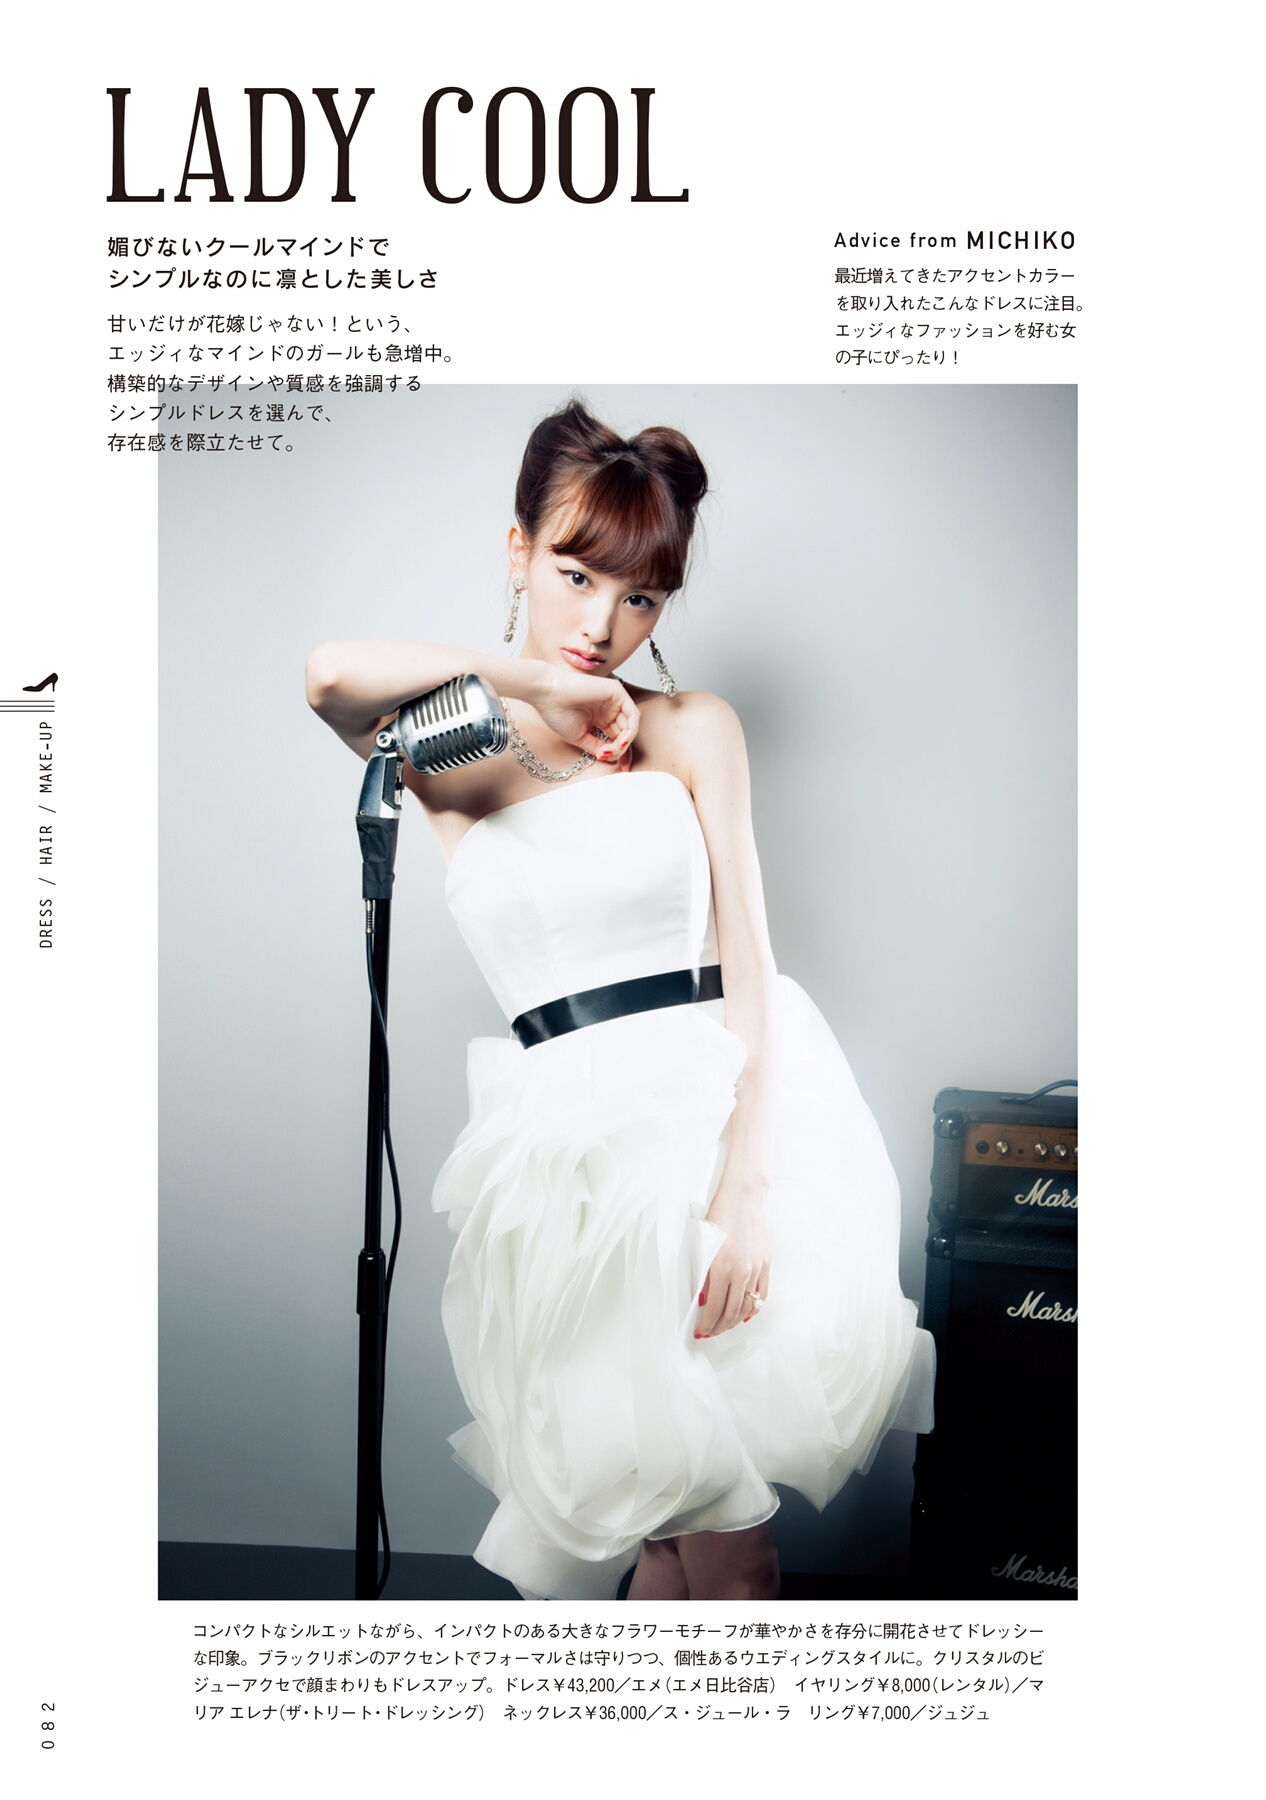 LADY COOL
媚びないクールマインドで
シンプルなのに凛とした美しさ
甘いだけが花嫁じゃない！という、
エッジィなマインドのガールも急増中。
構築的なデザインや質感を強調する
シンプルドレスを選んで、
存在感を際立たせて。
Advice from MICHIKO
最近増えてきたアクセントカラー
を取り入れたこんなドレスに注目。
エッジィなファッションを好む女
の子にぴったり！
DRESS / HAIR / MAKE-UP
Mars
Marsh
Marsha
コンパクトなシルエットながら、インパクトのある大きなフラワーモチーフが華やかさを存分に開花させてドレッシー
な印象。ブラックリボンのアクセントでフォーマルさは守りつつ、個性あるウエディングスタイルに。クリスタルのビ
ジューアクセで顔まわりもドレスアップ。ドレス¥43,200／エメ（エメ日比谷店）　イヤリング¥8,000（レンタル）／マ
リア エレナ（ザ・トリート・ドレッシング）　ネックレス¥36,000／ス・ジュール・ラ　リング¥7,000／ジュジュ
082